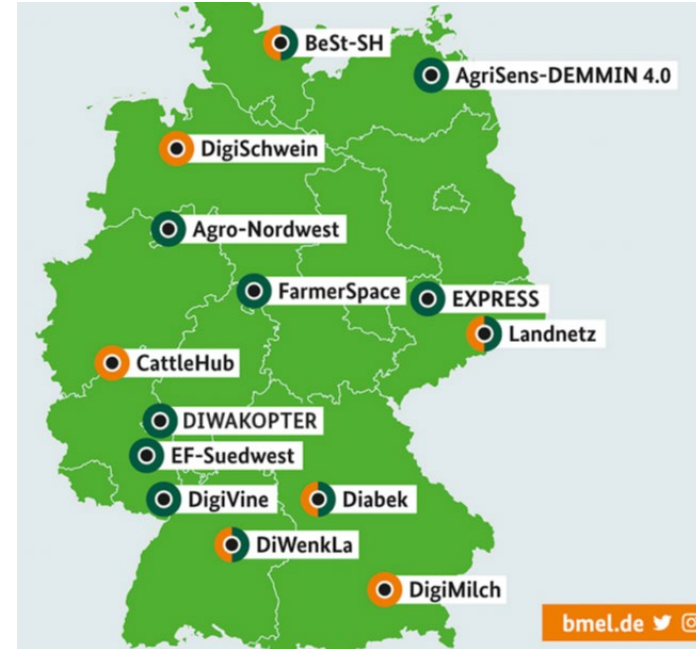 BeSt-SH
AgriSens-DEMMIN 4.0
DigiSchwein
Agro-Nordwest
FarmerSpace
EXPRESS
Landnetz
CattleHub
DIWAKOPTER
EF-Suedwest
DigiVine
Diabek
DiWenkLa
DigiMilch
bmel.de